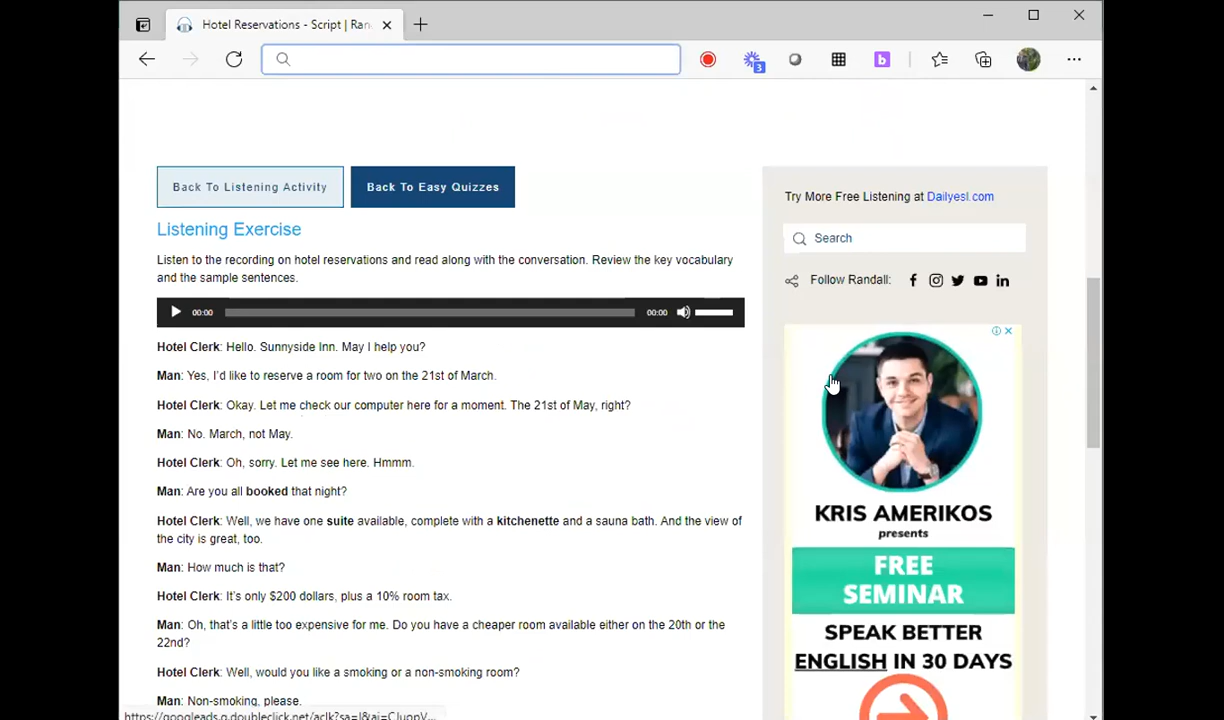 Hotel Reservations - Script | Ran
3
Back To Listening Activity
Back To Easy Quizzes
Listening Exercise
Listen to the recording on hotel reservations and read along with the conversation. Review the key vocabulary
and the sample sentences.
00:00
00:00
Hotel Clerk: Hello. Sunnyside Inn. May I help you?
Man: Yes, I'd like to reserve a room for two on the 21st of March.
Hotel Clerk: Okay. Let me check our computer here for a moment. The 21st of May, right?
Man: No. March, not May.
Hotel Clerk: Oh, sorry. Let me see here. Hmmm.
Man: Are you all booked that night?
Hotel Clerk: Well, we have one suite available, complete with a kitchenette and a sauna bath. And the view of
the city is great, too.
Man: How much is that?
Hotel Clerk: It's only $200 dollars, plus a 10% room tax.
Man: Oh, that's a little too expensive for me. Do you have a cheaper room available either on the 20th or the
22nd?
Hotel Clerk: Well, would you like a smoking or a non-smoking room?
Man: Non-smoking, please.
Try More Free Listening at Dailyesl.com
Search
Follow Randall:
KRIS AMERIKOS
presents
FREE
SEMINAR
SPEAK BETTER
ENGLISH IN 30 DAYS